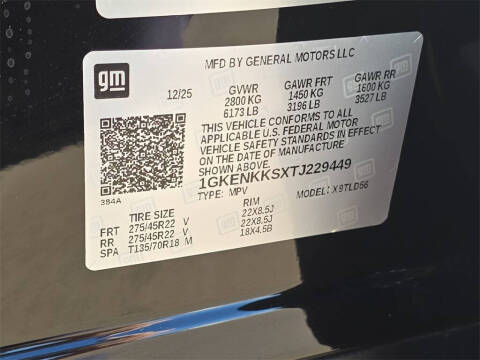 gm
MFD BY GENERAL MOTORS LLC
12/25 GVWR GAWR FRT GAWR RR
2800 KG 1450 KG 1600 KG
6173 LB 3196 LB 3527 LB
THIS VEHICLE CONFORMS TO ALL
APPLICABLE U.S. FEDERAL MOTOR
VEHICLE SAFETY STANDARDS IN EFFECT
ON THE DATE OF MANUFACTURE
384A 1GKENKKSXTJ229449
TYPE: MPV MODEL: X9TLD56
TIRE SIZE RIM
FRT 275/45R22 V 22X8.5J
RR 275/45R22 V 22X8.5J
SPA T135/70R18 M 18X4.5B